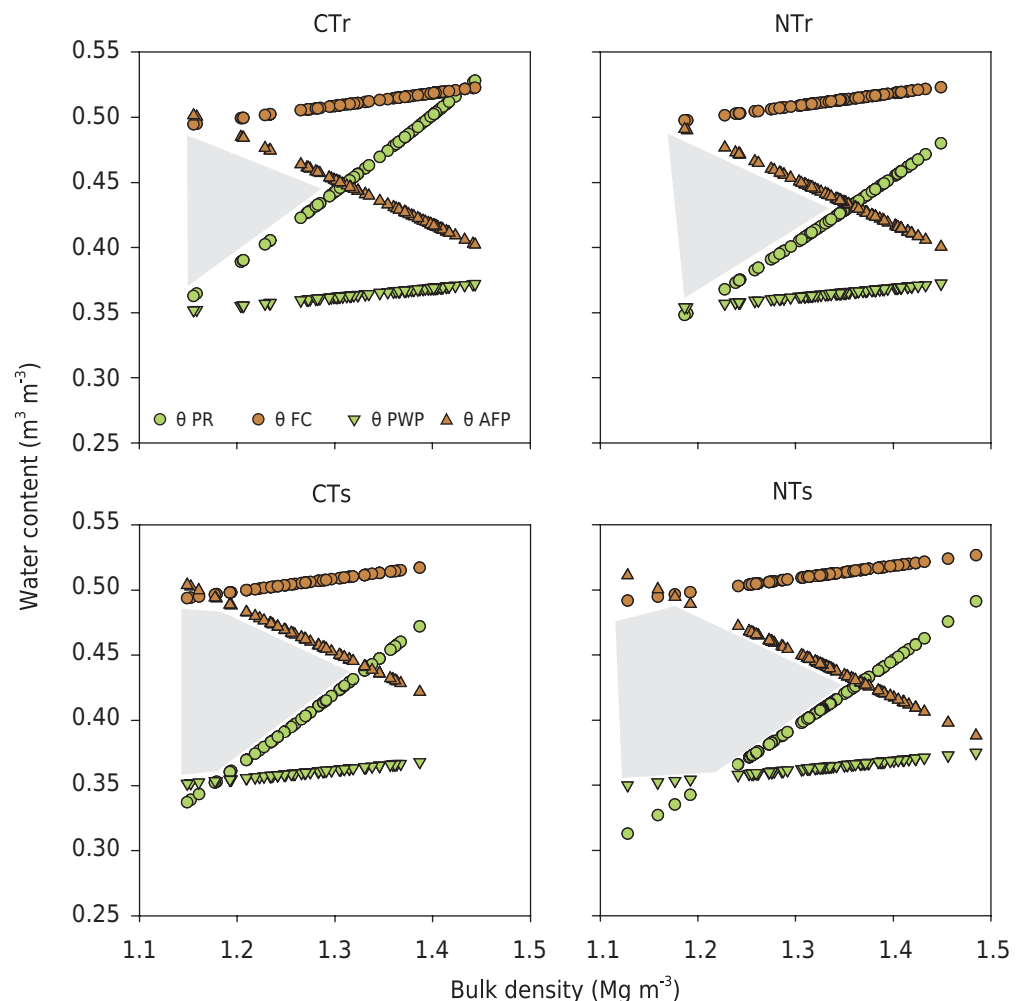 CTr
NTr
0.55
0.50
0.45
0.40
0.35
0.30
0.25
θ PR θ FC θ PWP θ AFP
Water content (m³ m⁻³)
CTs
NTs
0.55
0.50
0.45
0.40
0.35
0.30
0.25
1.1 1.2 1.3 1.4 1.5
1.1 1.2 1.3 1.4 1.5
Bulk density (Mg m⁻³)